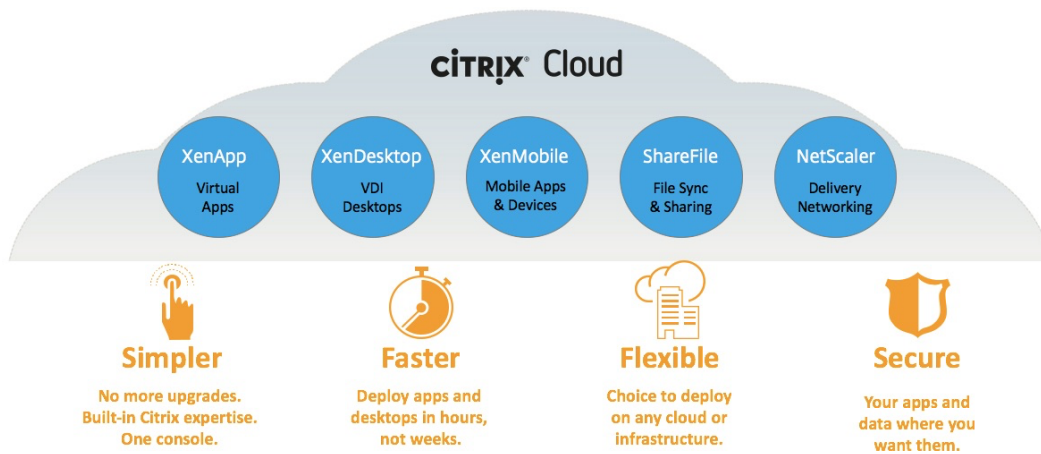 CİTRIX® Cloud
XenApp
Virtual
Apps
XenDesktop
VDI
Desktops
XenMobile
Mobile Apps
& Devices
ShareFile
File Sync
& Sharing
NetScaler
Delivery
Networking
Simpler
No more upgrades.
Built-in Citrix expertise.
One console.
Faster
Deploy apps and
desktops in hours,
not weeks.
Flexible
Choice to deploy
on any cloud or
infrastructure.
Secure
Your apps and
data where you
want them.